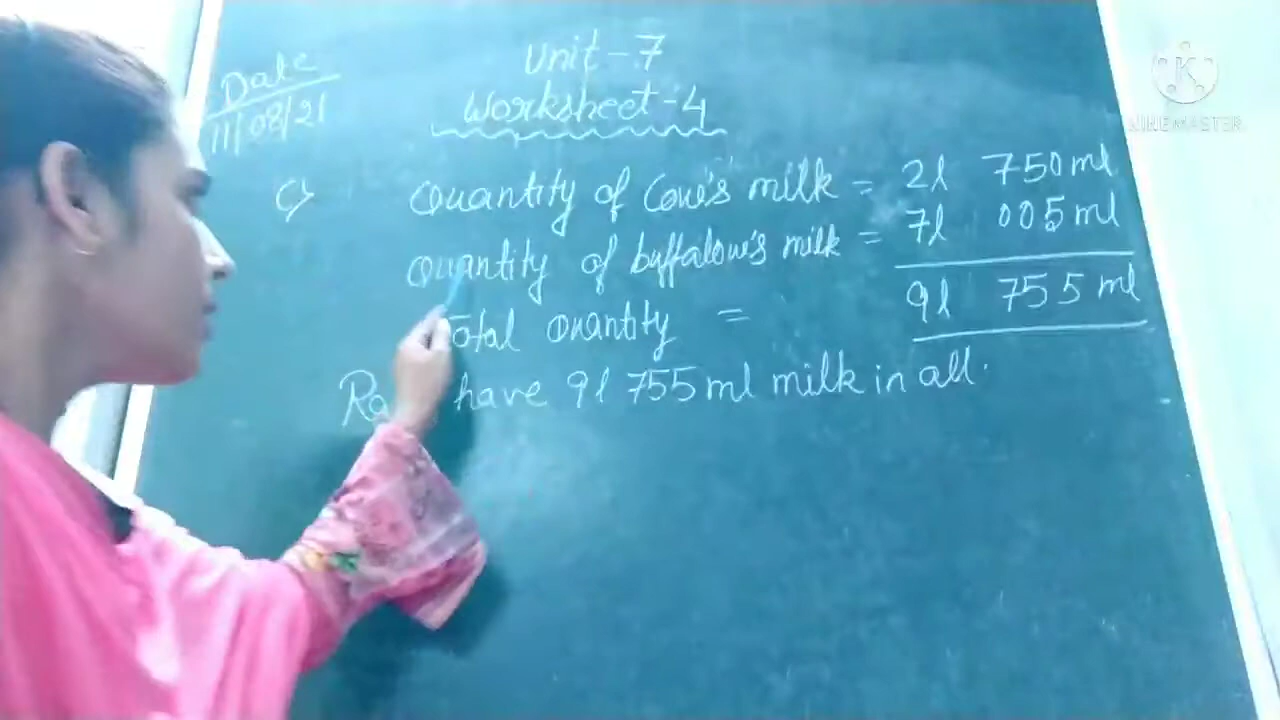 Unit-7
Date
Worksheet-4
11/08/21
C) Quantity of Cow's milk = 2l 750ml
Quantity of buffalow's milk = 7l 005ml
Total Quantity = 9l 755ml
have 9l 755ml milk in all.
KINEMASTER